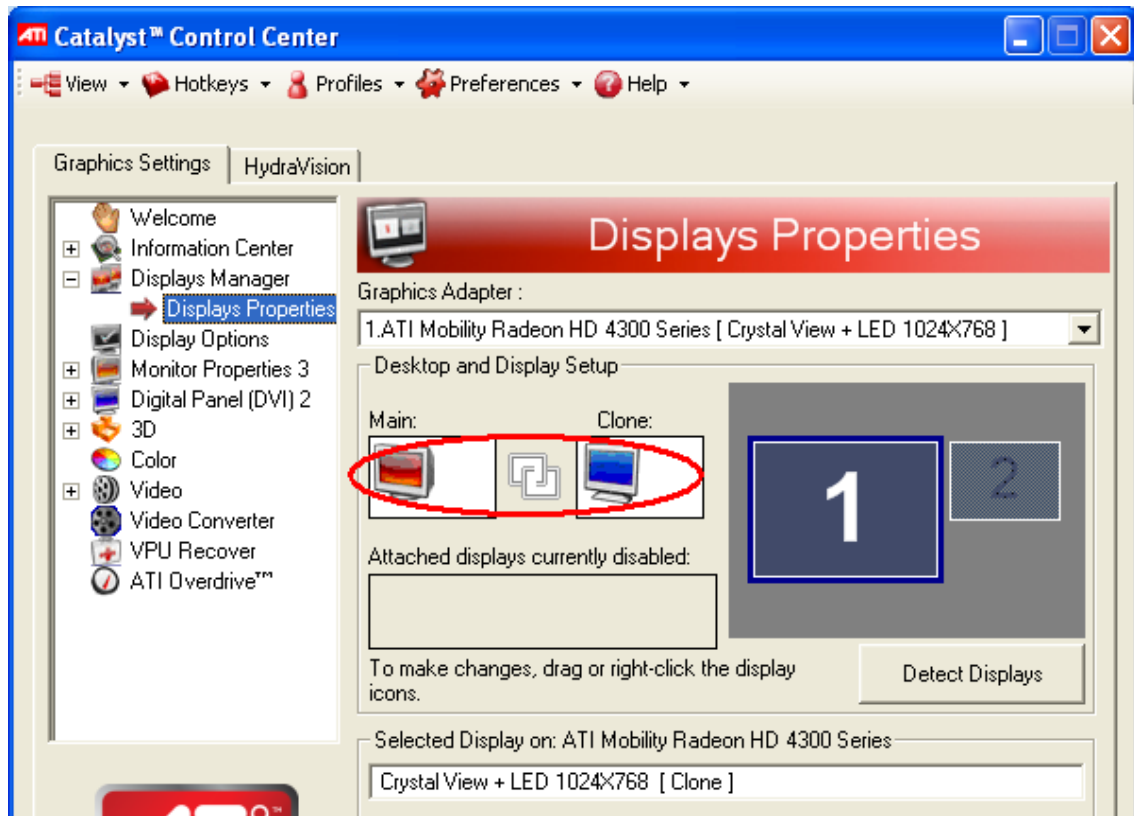 ATI Catalyst™ Control Center
View Hotkeys Profiles Preferences Help
Graphics Settings HydraVision
Welcome
Information Center
Displays Manager
Displays Properties
Display Options
Monitor Properties 3
Digital Panel (DVI) 2
3D
Color
Video
Video Converter
VPU Recover
ATI Overdrive™
Displays Properties
Graphics Adapter :
1.ATI Mobility Radeon HD 4300 Series [ Crystal View + LED 1024X768 ]
Desktop and Display Setup
Main: Clone:
1 2
Attached displays currently disabled:
To make changes, drag or right-click the display
icons.
Detect Displays
Selected Display on: ATI Mobility Radeon HD 4300 Series
Crystal View + LED 1024X768 [ Clone ]